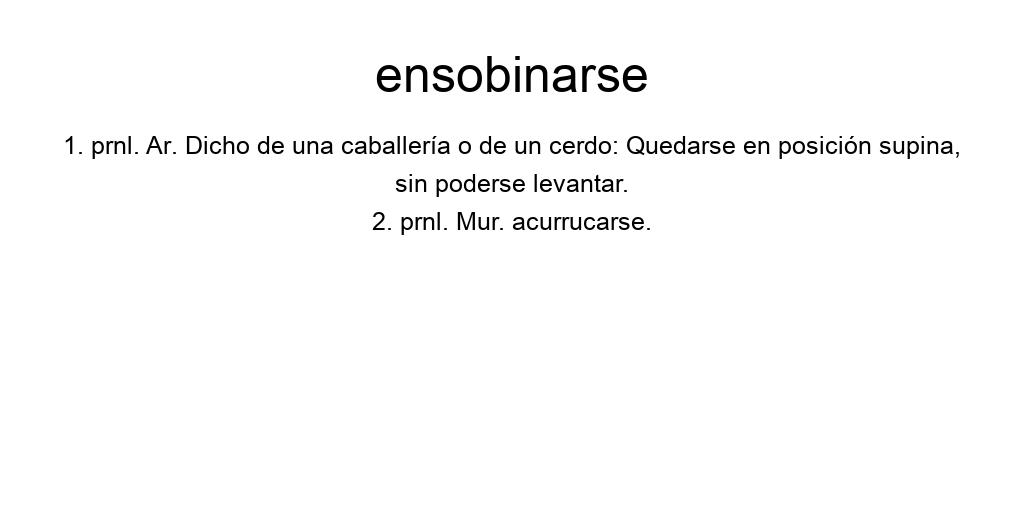 ensobinarse
1. prnl. Ar. Dicho de una caballería o de un cerdo: Quedarse en posición supina,
sin poderse levantar.
2. prnl. Mur. acurrucarse.